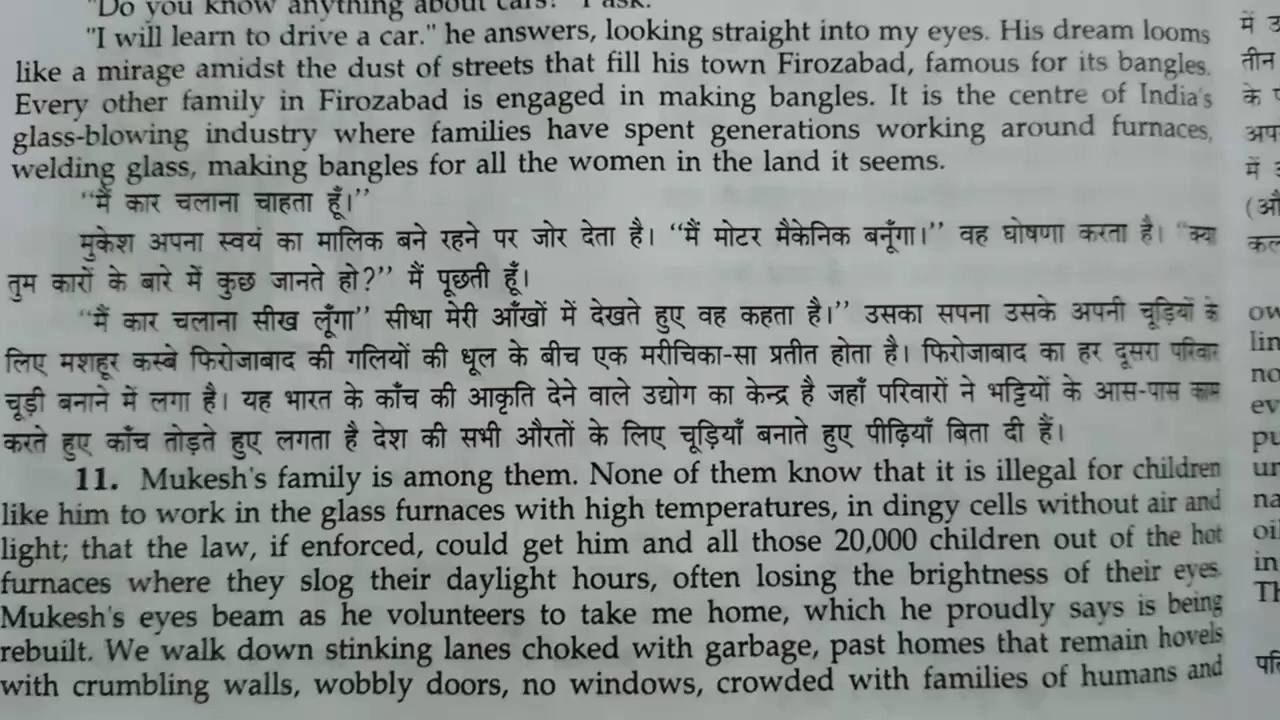 "Do you know anything about cars?" I ask.
"I will learn to drive a car." he answers, looking straight into my eyes. His dream looms
like a mirage amidst the dust of streets that fill his town Firozabad, famous for its bangles.
Every other family in Firozabad is engaged in making bangles. It is the centre of India's
glass-blowing industry where families have spent generations working around furnaces,
welding glass, making bangles for all the women in the land it seems.
“मैं कार चलाना चाहता हूँ।”
मुकेश अपना स्वयं का मालिक बने रहने पर जोर देता है। “मैं मोटर मैकेनिक बनूँगा।” वह घोषणा करता है। “क्या
तुम कारों के बारे में कुछ जानते हो?” मैं पूछती हूँ।
“मैं कार चलाना सीख लूँगा” सीधा मेरी आँखों में देखते हुए वह कहता है।” उसका सपना उसके अपनी चूड़ियों के
लिए मशहूर कस्बे फिरोजाबाद की गलियों की धूल के बीच एक मरीचिका-सा प्रतीत होता है। फिरोजाबाद का हर दूसरा परिवार
चूड़ी बनाने में लगा है। यह भारत के काँच की आकृति देने वाले उद्योग का केन्द्र है जहाँ परिवारों ने भट्टियों के आस-पास काम
करते हुए काँच तोड़ते हुए लगता है देश की सभी औरतों के लिए चूड़ियाँ बनाते हुए पीढ़ियाँ बिता दी हैं।
11. Mukesh's family is among them. None of them know that it is illegal for children
like him to work in the glass furnaces with high temperatures, in dingy cells without air and
light; that the law, if enforced, could get him and all those 20,000 children out of the hot
furnaces where they slog their daylight hours, often losing the brightness of their eyes.
Mukesh's eyes beam as he volunteers to take me home, which he proudly says is being
rebuilt. We walk down stinking lanes choked with garbage, past homes that remain hovels
with crumbling walls, wobbly doors, no windows, crowded with families of humans and
में
तीन
के
में